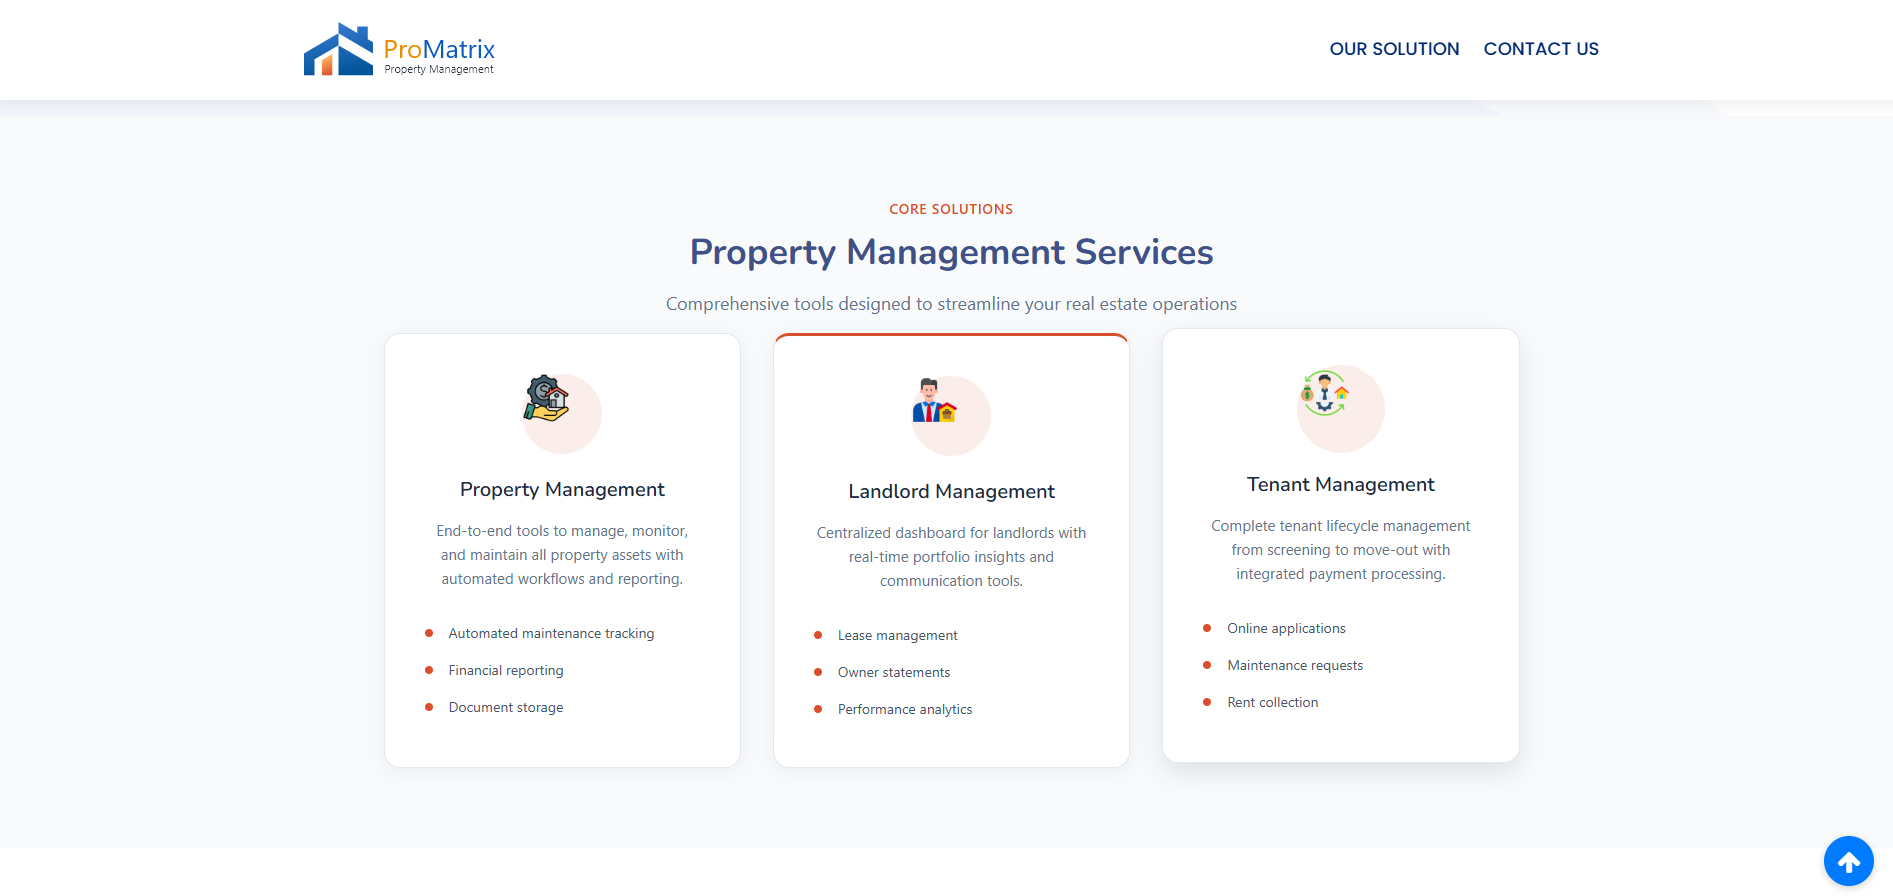 ProMatrix
Property Management
OUR SOLUTION
CONTACT US
CORE SOLUTIONS
Property Management Services
Comprehensive tools designed to streamline your real estate operations
Property Management
End-to-end tools to manage, monitor,
and maintain all property assets with
automated workflows and reporting.
Automated maintenance tracking
Financial reporting
Document storage
Landlord Management
Centralized dashboard for landlords with
real-time portfolio insights and
communication tools.
Lease management
Owner statements
Performance analytics
Tenant Management
Complete tenant lifecycle management
from screening to move-out with
integrated payment processing.
Online applications
Maintenance requests
Rent collection